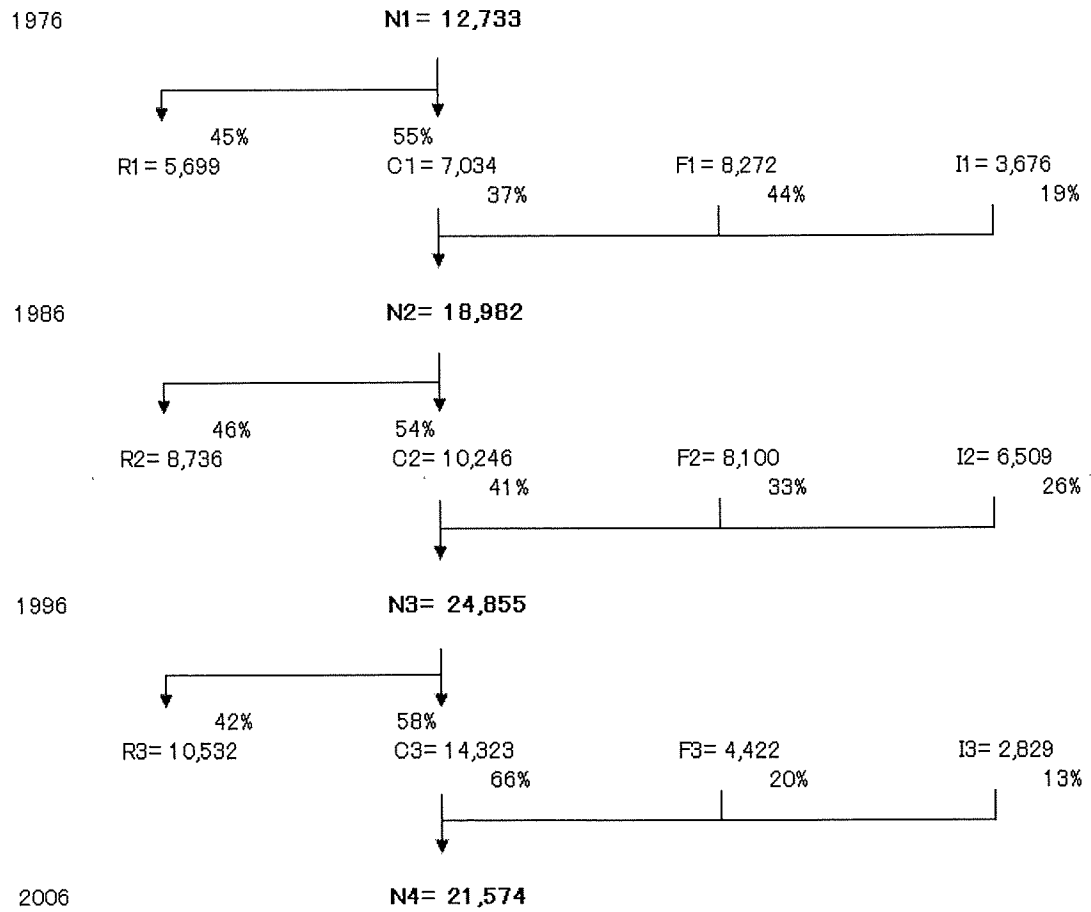 1976 N1= 12,733
45% 55%
R1= 5,699 C1= 7,034 F1= 8,272 I1= 3,676
37% 44% 19%
1986 N2= 18,982
46% 54%
R2= 8,736 C2= 10,246 F2= 8,100 I2= 6,509
41% 33% 26%
1996 N3= 24,855
42% 58%
R3= 10,532 C3= 14,323 F3= 4,422 I3= 2,829
66% 20% 13%
2006 N4= 21,574